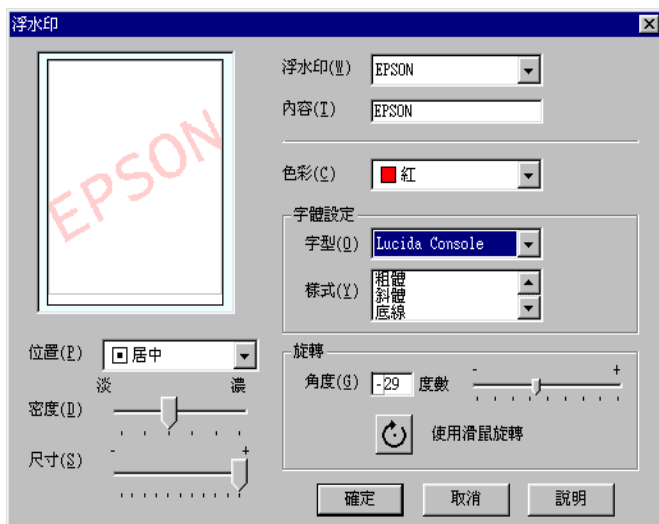 浮水印
EPSON
浮水印(W) EPSON
內容(T) EPSON
色彩(C) 紅
字體設定
字型(O) Lucida Console
樣式(Y) 粗體
斜體
底線
位置(P) 居中
淡 濃
密度(D)
尺寸(S) - +
旋轉
角度(G) -29 度數 - +
使用滑鼠旋轉
確定 取消 說明